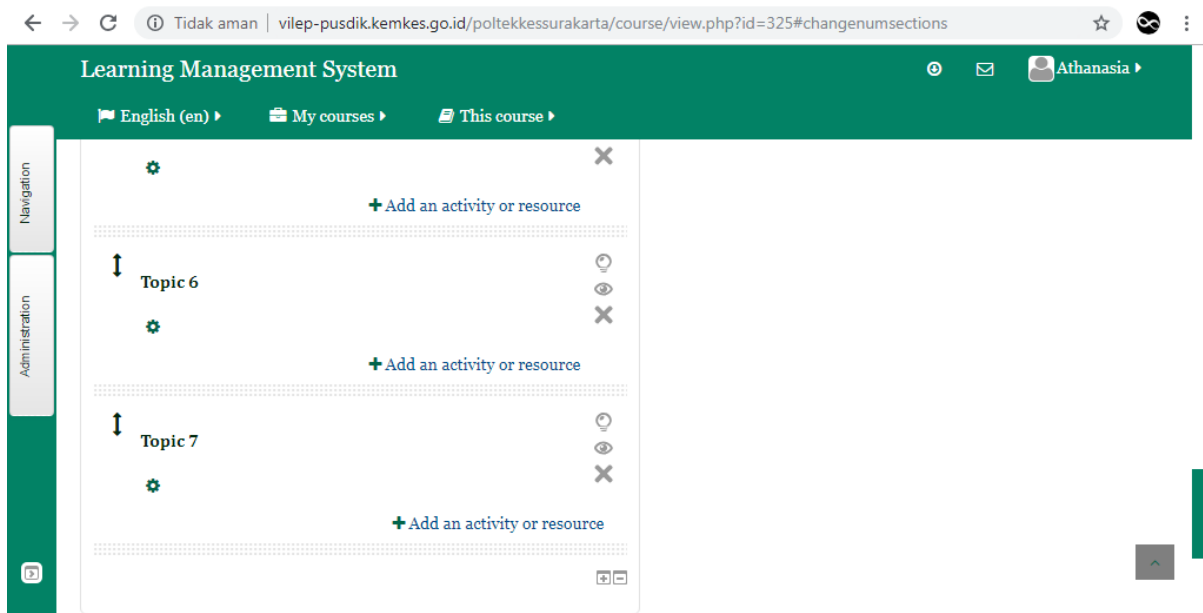 Tidak aman | vilep-pusdik.kemkes.go.id/poltekkessurakarta/course/view.php?id=325#changenumsections
Learning Management System
Athanasia
English (en)
My courses
This course
Navigation
Administration
Add an activity or resource
Topic 6
Add an activity or resource
Topic 7
Add an activity or resource